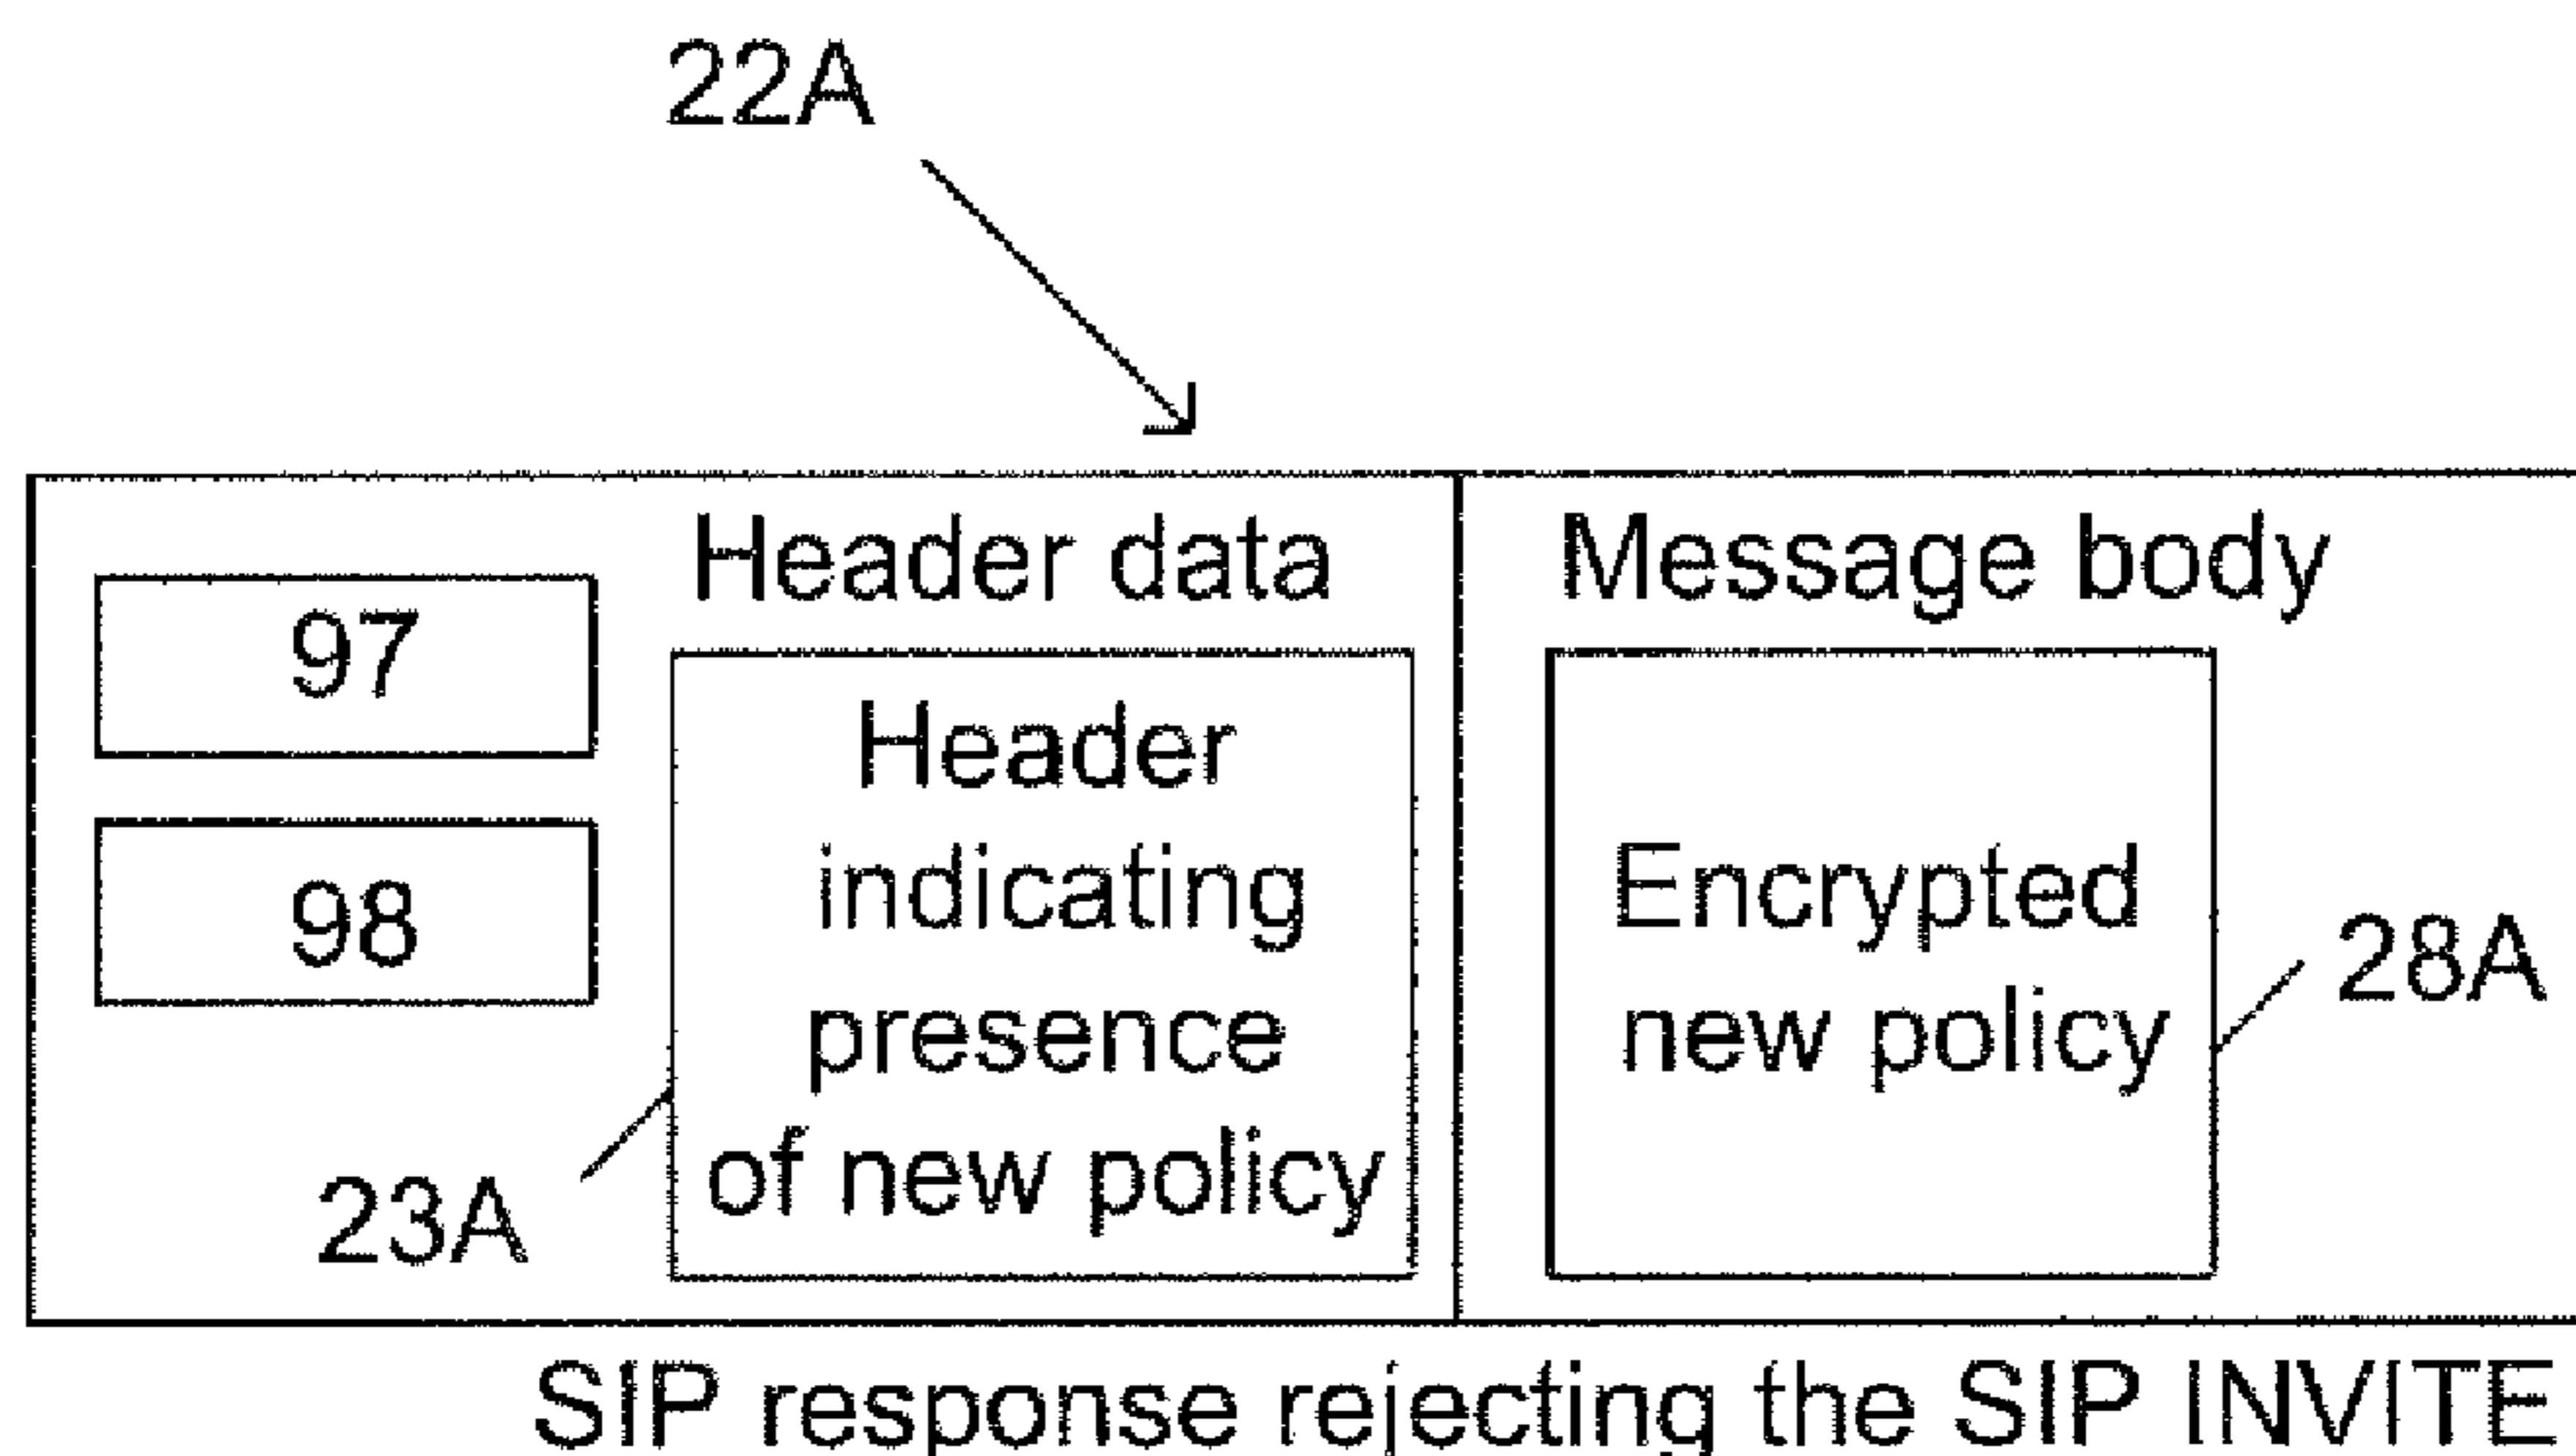 22A
Header data
Message body
97
98
Header
indicating
presence
of new policy
23A
Encrypted
new policy
28A
SIP response rejecting the SIP INVITE